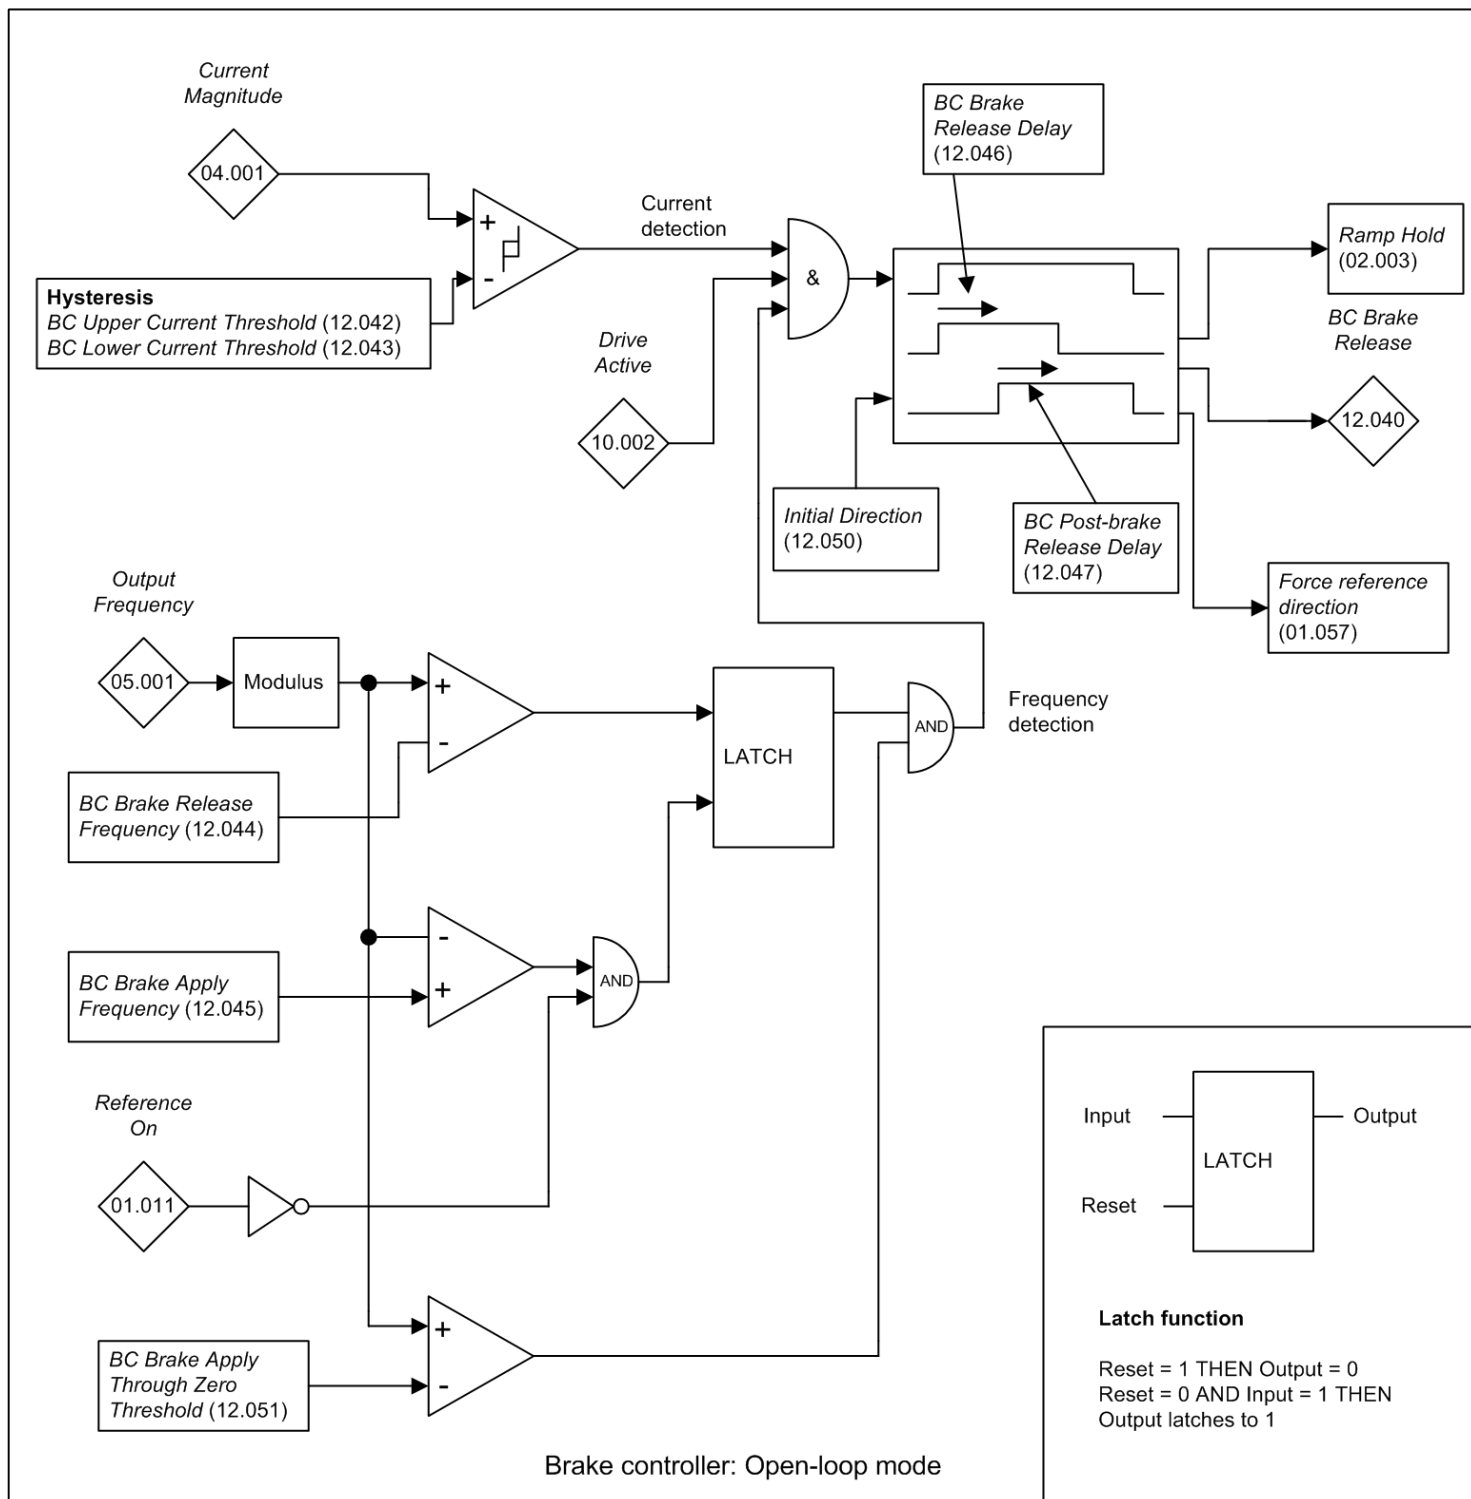 Current
Magnitude
04.001
+
-
Hysteresis
BC Upper Current Threshold (12.042)
BC Lower Current Threshold (12.043)
Current
detection
Drive
Active
10.002
&
BC Brake
Release Delay
(12.046)
Ramp Hold
(02.003)
BC Brake
Release
12.040
Initial Direction
(12.050)
BC Post-brake
Release Delay
(12.047)
Force reference
direction
(01.057)
Output
Frequency
05.001
Modulus
+
-
BC Brake Release
Frequency (12.044)
LATCH
AND
Frequency
detection
BC Brake Apply
Frequency (12.045)
-
+
AND
Reference
On
01.011
BC Brake Apply
Through Zero
Threshold (12.051)
+
-
Input
Output
LATCH
Reset
Latch function
Reset = 1 THEN Output = 0
Reset = 0 AND Input = 1 THEN
Output latches to 1
Brake controller: Open-loop mode